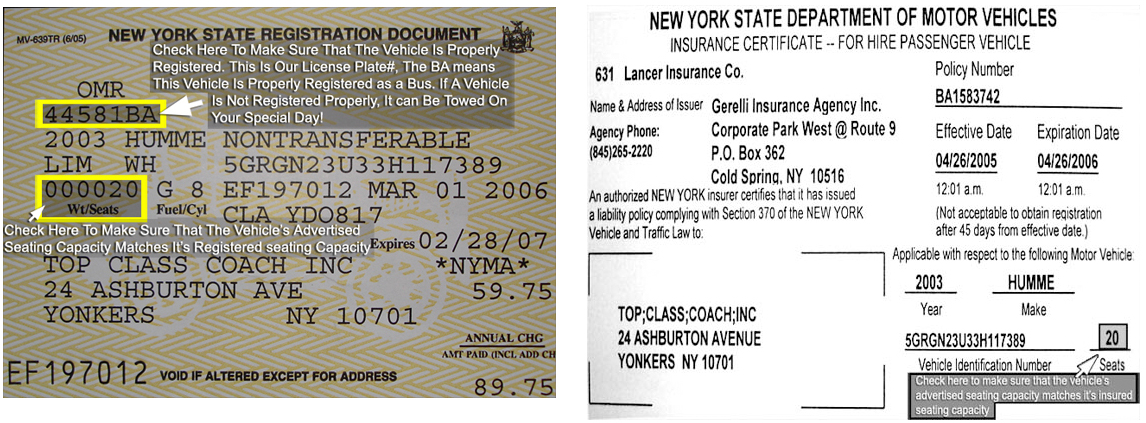 MV-639TR (6/05) NEW YORK STATE REGISTRATION DOCUMENT
Check Here To Make Sure That The Vehicle Is Properly
Registered. This Is Our License Plate#, The BA means
This Vehicle Is Properly Registered as a Bus. If A Vehicle
Is Not Registered Properly, It can Be Towed On
Your Special Day!
OMR
44581BA
2003 HUMME NONTRANSFERABLE
LIM WH 5GRGN23U33H117389
000020 G 8 EF197012 MAR 01 2006
Wt/Seats Fuel/Cyl CLA YDO817
Check Here To Make Sure That The Vehicle's Advertised
Seating Capacity Matches It's Registered seating Capacity
Expires 02/28/07
TOP CLASS COACH INC *NYMA*
24 ASHBURTON AVE 59.75
YONKERS NY 10701
ANNUAL CHG
AMT PAID (INCL ADD CH
EF197012 VOID IF ALTERED EXCEPT FOR ADDRESS
89.75
NEW YORK STATE DEPARTMENT OF MOTOR VEHICLES
INSURANCE CERTIFICATE -- FOR HIRE PASSENGER VEHICLE
631 Lancer Insurance Co.
Policy Number
BA1583742
Name & Address of Issuer Gerelli Insurance Agency Inc.
Agency Phone: Corporate Park West @ Route 9
(845)265-2220 P.O. Box 362
Cold Spring, NY 10516
Effective Date Expiration Date
04/26/2005 04/26/2006
12:01 a.m. 12:01 a.m.
An authorized NEW YORK insurer certifies that it has issued
a liability policy complying with Section 370 of the NEW YORK
Vehicle and Traffic Law to:
(Not acceptable to obtain registration
after 45 days from effective date.)
Applicable with respect to the following Motor Vehicle:
2003 HUMME
Year Make
TOP;CLASS;COACH;INC
24 ASHBURTON AVENUE
YONKERS NY 10701
5GRGN23U33H117389 20
Vehicle Identification Number Seats
Check here to make sure that the vehicle's
advertised seating capacity matches it's insured
seating capacity